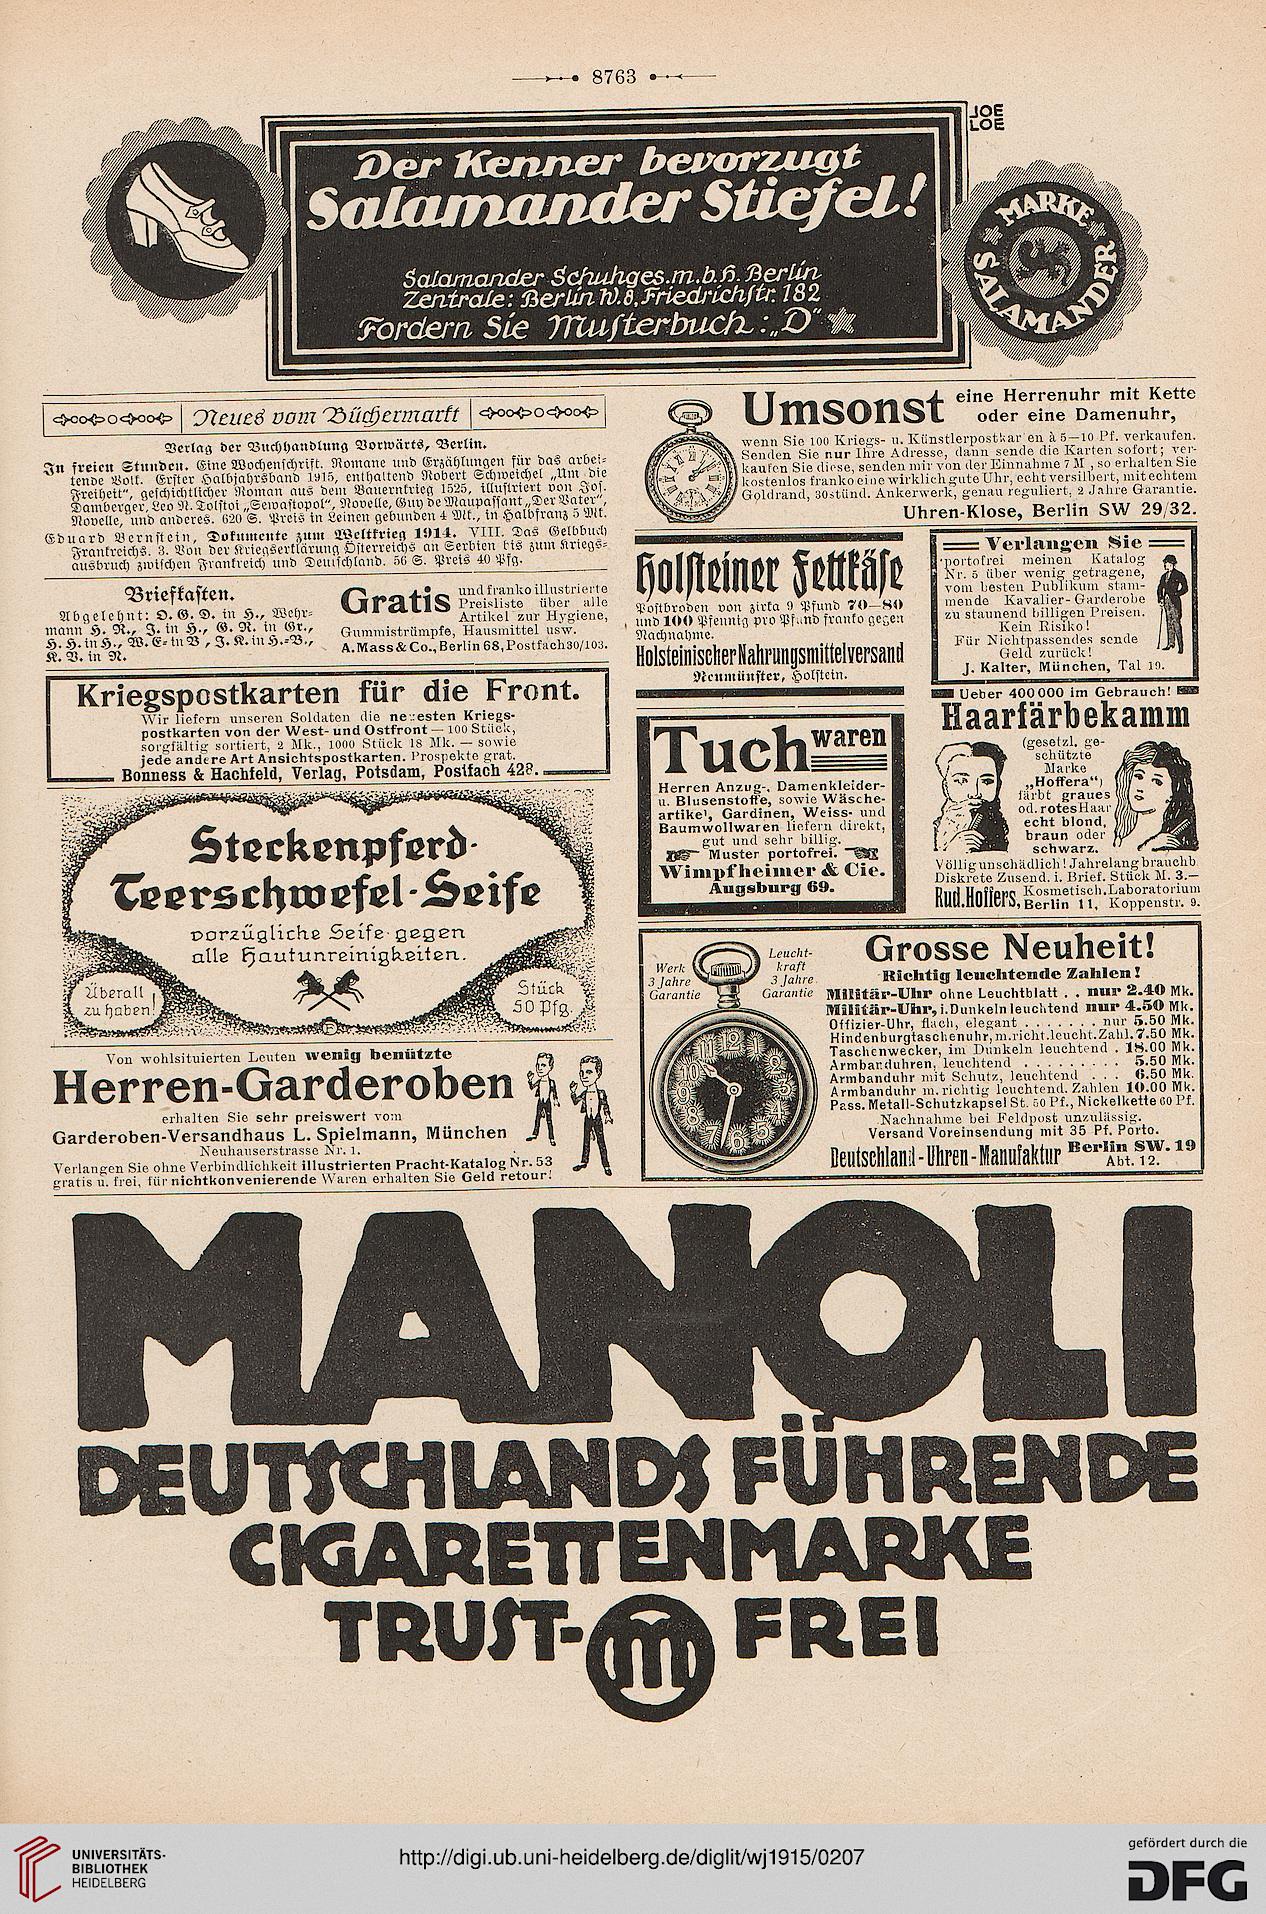 8763
JOE
LOE
Der Kenner bevorzugt
Salamander Stiefel!
Salamander Schuhges.m.b.H. Berlin
Zentrale: Berlin W.8, Friedrichstr. 182
Fordern Sie Musterbuch: „D“
MARKE
SALAMANDER
Neues vom Büchermarkt
Verlag der Buchhandlung Vorwärts, Berlin.
In freien Stunden. Eine Wochenschrift. Romane und Erzählungen für das arbei-
tende Volk. Erster Halbjahrsband 1915, enthaltend Robert Schweichel „Um die
Freiheit“, geschichtlicher Roman aus dem Bauernkrieg 1525, illustriert von Jos.
Damberger, Leo N. Tolstoi „Sewastopol“, Novelle, Guy de Maupassant „Der Vater“,
Novelle, und anderes. 620 S. Preis in Leinen gebunden 4 Mk., in Halbfranz 5 Mk.
Eduard Bernstein, Dokumente zum Weltkrieg 1914. VIII. Das Gelbbuch
Frankreichs. 3. Von der Kriegserklärung Österreichs an Serbien bis zum Kriegs-
ausbruch zwischen Frankreich und Deutschland. 56 S. Preis 40 Pfg.
Briefkasten.
Abgelehnt: O. G. D. in H., Wehr-
mann H. R., J. in H., G. N. in Gr.,
H. H. in H., W. E. in B, J. K. in H.-B.,
K. V. in N.
Gratis und franko illustrierte
Preisliste über alle
Artikel zur Hygiene,
Gummistrümpfe, Hausmittel usw.
A. Mass & Co., Berlin 68, Postfach 30/103.
Kriegspostkarten für die Front.
Wir liefern unseren Soldaten die neuesten Kriegs-
postkarten von der West- und Ostfront — 100 Stück,
sorgfältig sortiert, 2 Mk., 1000 Stück 18 Mk. — sowie
jede andere Art Ansichtspostkarten. Prospekte grat.
Bonness & Hachfeld, Verlag, Potsdam, Postfach 428.
Steckenpferd-
Teerschwefel-Seife
vorzügliche Seife gegen
alle Hautunreinigkeiten.
Überall
zu haben!
Stück
50 Pfg.
Von wohlsituierten Leuten wenig benützte
Herren-Garderoben
erhalten Sie sehr preiswert vom
Garderoben-Versandhaus L. Spielmann, München
Neuhauserstrasse Nr. 1.
Verlangen Sie ohne Verbindlichkeit illustrierten Pracht-Katalog Nr. 53
gratis u. frei, für nichtkonvenierende Waren erhalten Sie Geld retour!
Umsonst eine Herrenuhr mit Kette
oder eine Damenuhr,
wenn Sie 100 Kriegs- u. Künstlerpostkarten à 5—10 Pf. verkaufen.
Senden Sie nur Ihre Adresse, dann sende die Karten sofort; ver-
kaufen Sie diese, senden mir von der Einnahme 7 M, so erhalten Sie
kostenlos franko eine wirklich gute Uhr, echt versilbert, mit echtem
Goldrand, 30stünd. Ankerwerk, genau reguliert, 2 Jahre Garantie.
Uhren-Klose, Berlin SW 29/32.
Holsteiner Fettkäse
Postbroden von zirka 9 Pfund 70—80
und 100 Pfennig pro Pfund franko gegen
Nachnahme.
Holsteinischer Nahrungsmittelversand
Neumünster, Holstein.
Verlangen Sie
portofrei meinen Katalog
Nr. 5 über wenig getragene,
vom besten Publikum stam-
mende Kavalier-Garderobe
zu staunend billigen Preisen.
Kein Risiko!
Für Nichtpassendes sende
Geld zurück!
J. Kalter, München, Tal 19.
Tuchwaren
Herren Anzug-, Damenkleider-
u. Blusenstoffe, sowie Wäsche-
artikel, Gardinen, Weiss- und
Baumwollwaren liefern direkt,
gut und sehr billig.
Muster portofrei.
Wimpfheimer & Cie.
Augsburg 69.
Ueber 400 000 im Gebrauch!
Haarfärbekamm
(gesetzl. ge-
schützte
Marke
„Hoffera“)
färbt graues
od. rotes Haar
echt blond,
braun oder
schwarz.
Völlig unschädlich! Jahrelang brauchb.
Diskrete Zusend. i. Brief. Stück M. 3.—
Rud. Hoffers, Kosmetisch. Laboratorium
Berlin 11, Koppenstr. 9.
Werk
3 Jahre
Garantie
Leucht-
kraft
3 Jahre
Garantie
Grosse Neuheit!
Richtig leuchtende Zahlen!
Militär-Uhr ohne Leuchtblatt . . nur 2.40 Mk.
Militär-Uhr, i. Dunkeln leuchtend nur 4.50 Mk.
Offizier-Uhr, flach, elegant . . . . . . . nur 5.50 Mk.
Hindenburgtaschenuhr, m. richt. leucht. Zahl. 7.50 Mk.
Taschenwecker, im Dunkeln leuchtend . 18.00 Mk.
Armbanduhren, leuchtend . . . . . . . . . 5.50 Mk.
Armbanduhr mit Schutz, leuchtend . . . . 6.50 Mk.
Armbanduhr m. richtig leuchtend. Zahlen 10.00 Mk.
Pass. Metall-Schutzkapsel St. 50 Pf., Nickelkette 60 Pf.
Nachnahme bei Feldpost unzulässig.
Versand Voreinsendung mit 35 Pf. Porto.
Deutschland-Uhren-Manufaktur Berlin SW. 19
Abt. 12.
MANOLI
DEUTSCHLANDS FÜHRENDE
CIGARETTENMARKE
TRUST- M FREI
UNIVERSITÄTS-
BIBLIOTHEK
HEIDELBERG
http://digi.ub.uni-heidelberg.de/diglit/wj1915/0207
gefördert durch die
DFG